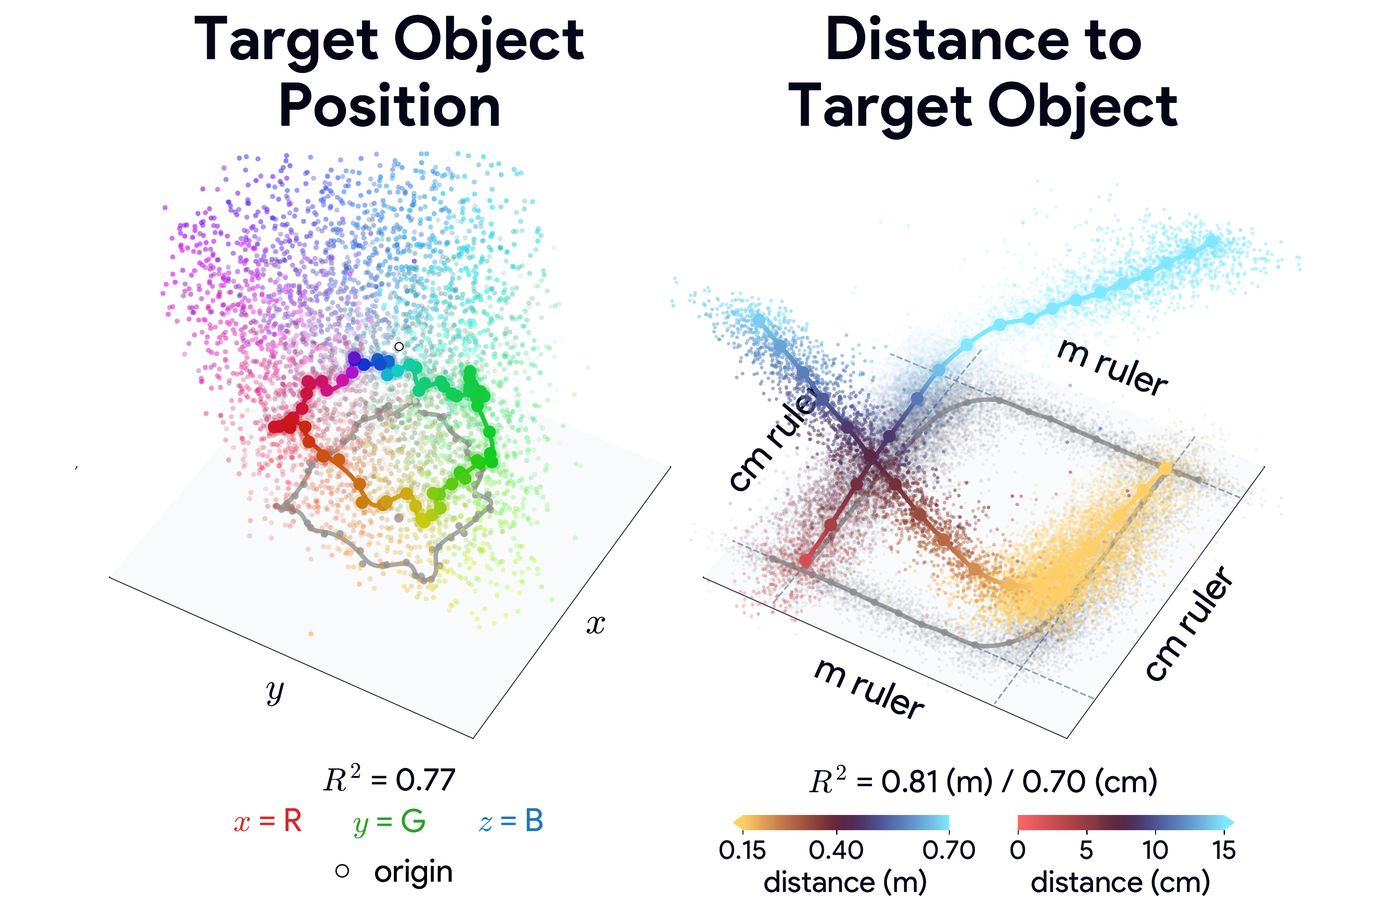 Target Object
Position
Distance to
Target Object
m ruler
cm ruler
x
y
cm ruler
m ruler
R² = 0.77
x = R y = G z = B
origin
R² = 0.81 (m) / 0.70 (cm)
0.15 0.40 0.70
distance (m)
0 5 10 15
distance (cm)